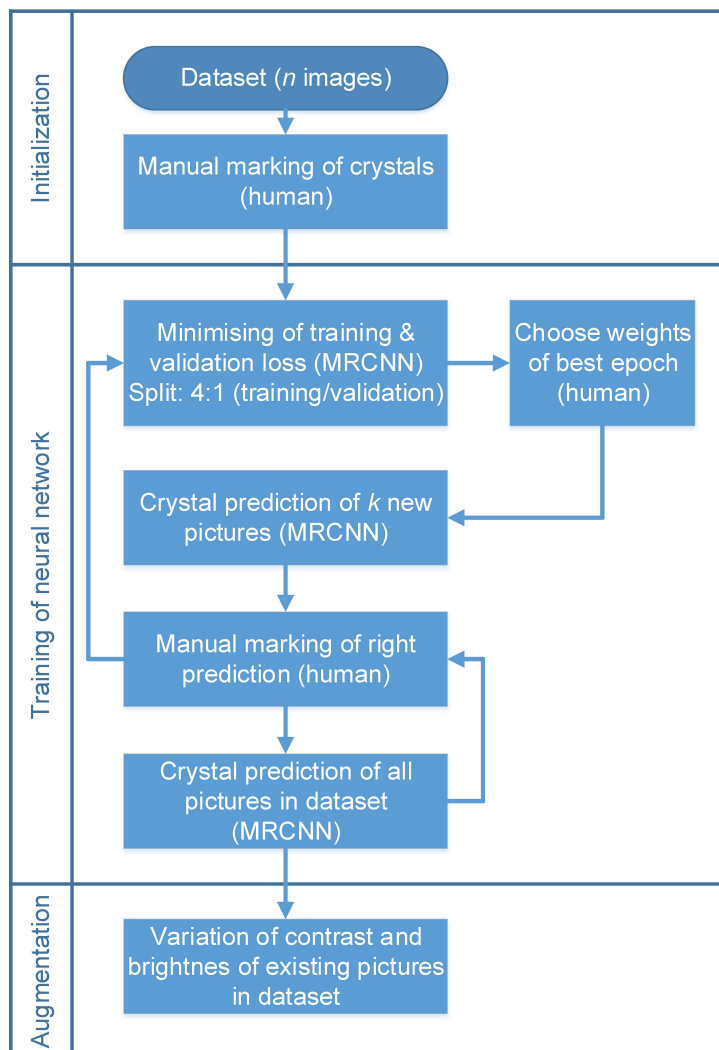 Initialization
Dataset (n images)
Manual marking of crystals
(human)
Training of neural network
Minimising of training &
validation loss (MRCNN)
Split: 4:1 (training/validation)
Choose weights
of best epoch
(human)
Crystal prediction of k new
pictures (MRCNN)
Manual marking of right
prediction (human)
Crystal prediction of all
pictures in dataset
(MRCNN)
Augmentation
Variation of contrast and
brightnes of existing pictures
in dataset